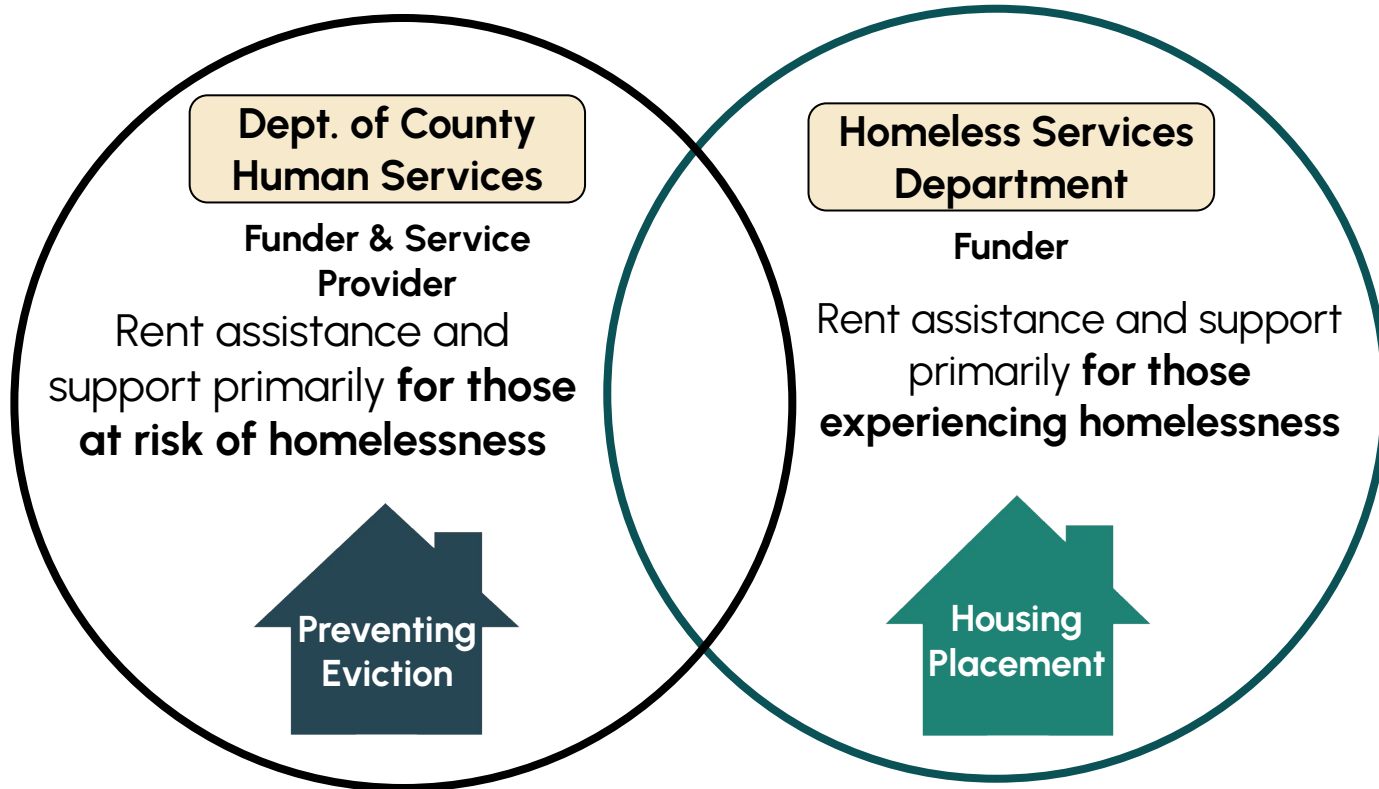 Dept. of County
Human Services
Funder & Service
Provider
Rent assistance and
support primarily for those
at risk of homelessness
Preventing
Eviction
Homeless Services
Department
Funder
Rent assistance and support
primarily for those
experiencing homelessness
Housing
Placement